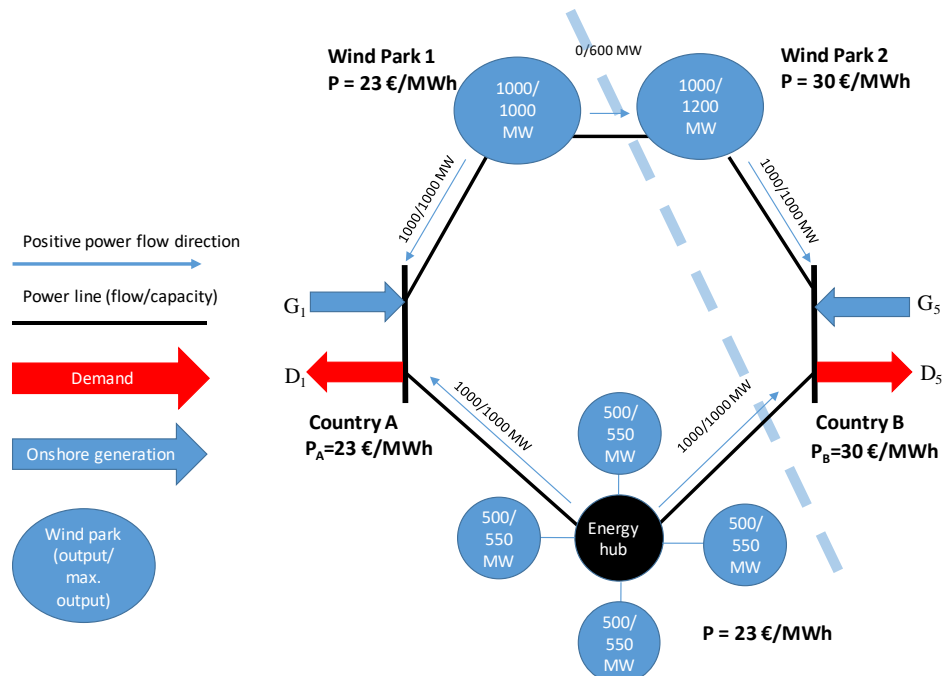 Wind Park 1
P = 23 €/MWh
0/600 MW
Wind Park 2
P = 30 €/MWh
1000/
1000
MW
1000/
1200
MW
1000/1000 MW
1000/1000 MW
Positive power flow direction
Power line (flow/capacity)
Demand
Onshore generation
Wind park
(output/
max.
output)
G1
D1
G5
D5
Country A
PA=23 €/MWh
Country B
PB=30 €/MWh
1000/1000 MW
1000/1000 MW
500/
550
MW
500/
550
MW
Energy
hub
500/
550
MW
500/
550
MW
P = 23 €/MWh